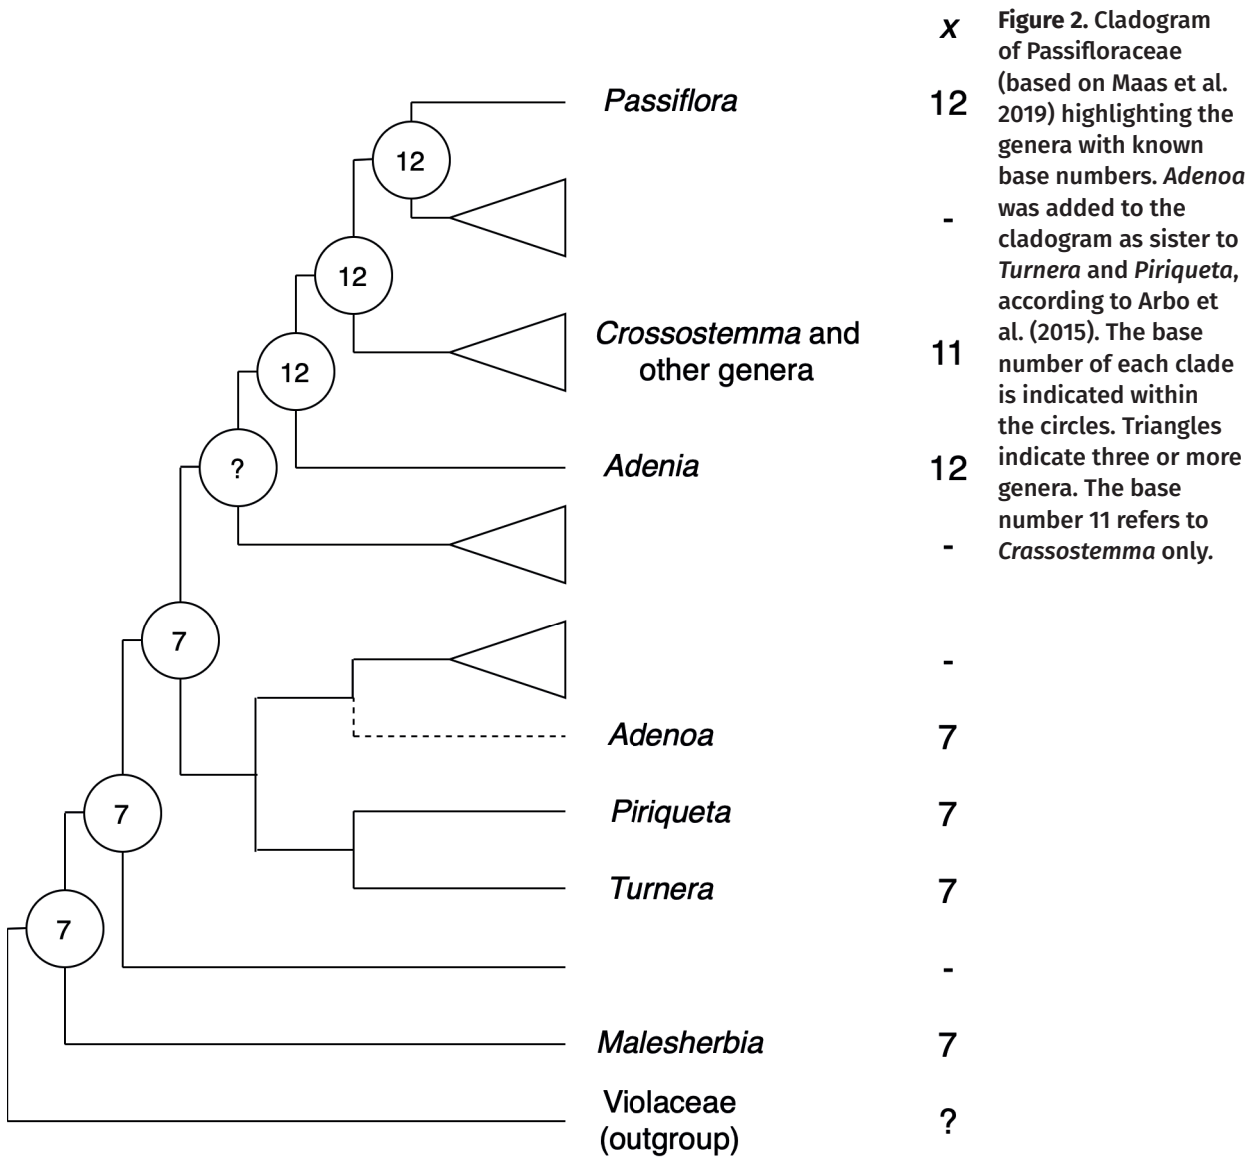 x
Passiflora 12
12
-
12
Crossostemma and
other genera 11
12
?
Adenia 12
-
7
-
Adenoa 7
Piriqueta 7
7
Turnera 7
7
-
Malesherbia 7
Violaceae
(outgroup) ?
Figure 2. Cladogram
of Passifloraceae
(based on Maas et al.
2019) highlighting the
genera with known
base numbers. Adenoa
was added to the
cladogram as sister to
Turnera and Piriqueta,
according to Arbo et
al. (2015). The base
number of each clade
is indicated within
the circles. Triangles
indicate three or more
genera. The base
number 11 refers to
Crassostemma only.